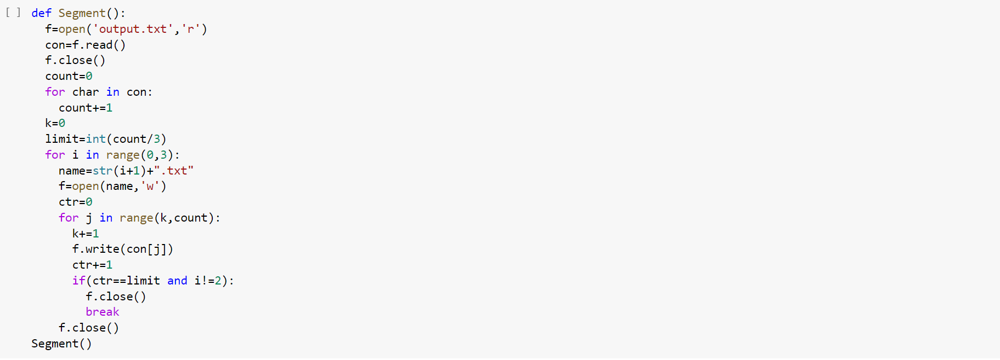 [ ] def Segment():
  f=open('output.txt','r')
  con=f.read()
  f.close()
  count=0
  for char in con:
    count+=1
  k=0
  limit=int(count/3)
  for i in range(0,3):
    name=str(i+1)+".txt"
    f=open(name,'w')
    ctr=0
    for j in range(k,count):
      k+=1
      f.write(con[j])
      ctr+=1
      if(ctr==limit and i!=2):
        f.close()
        break
    f.close()
Segment()